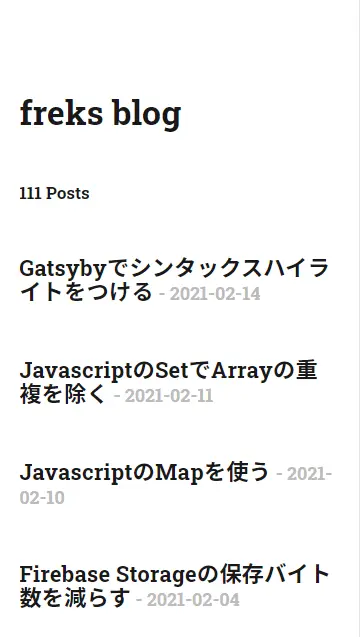 freks blog
111 Posts
Gatsybyでシンタックスハイラ
イトをつける - 2021-02-14
JavascriptのSetでArrayの重
複を除く - 2021-02-11
JavascriptのMapを使う - 2021-
02-10
Firebase Storageの保存バイト
数を減らす - 2021-02-04